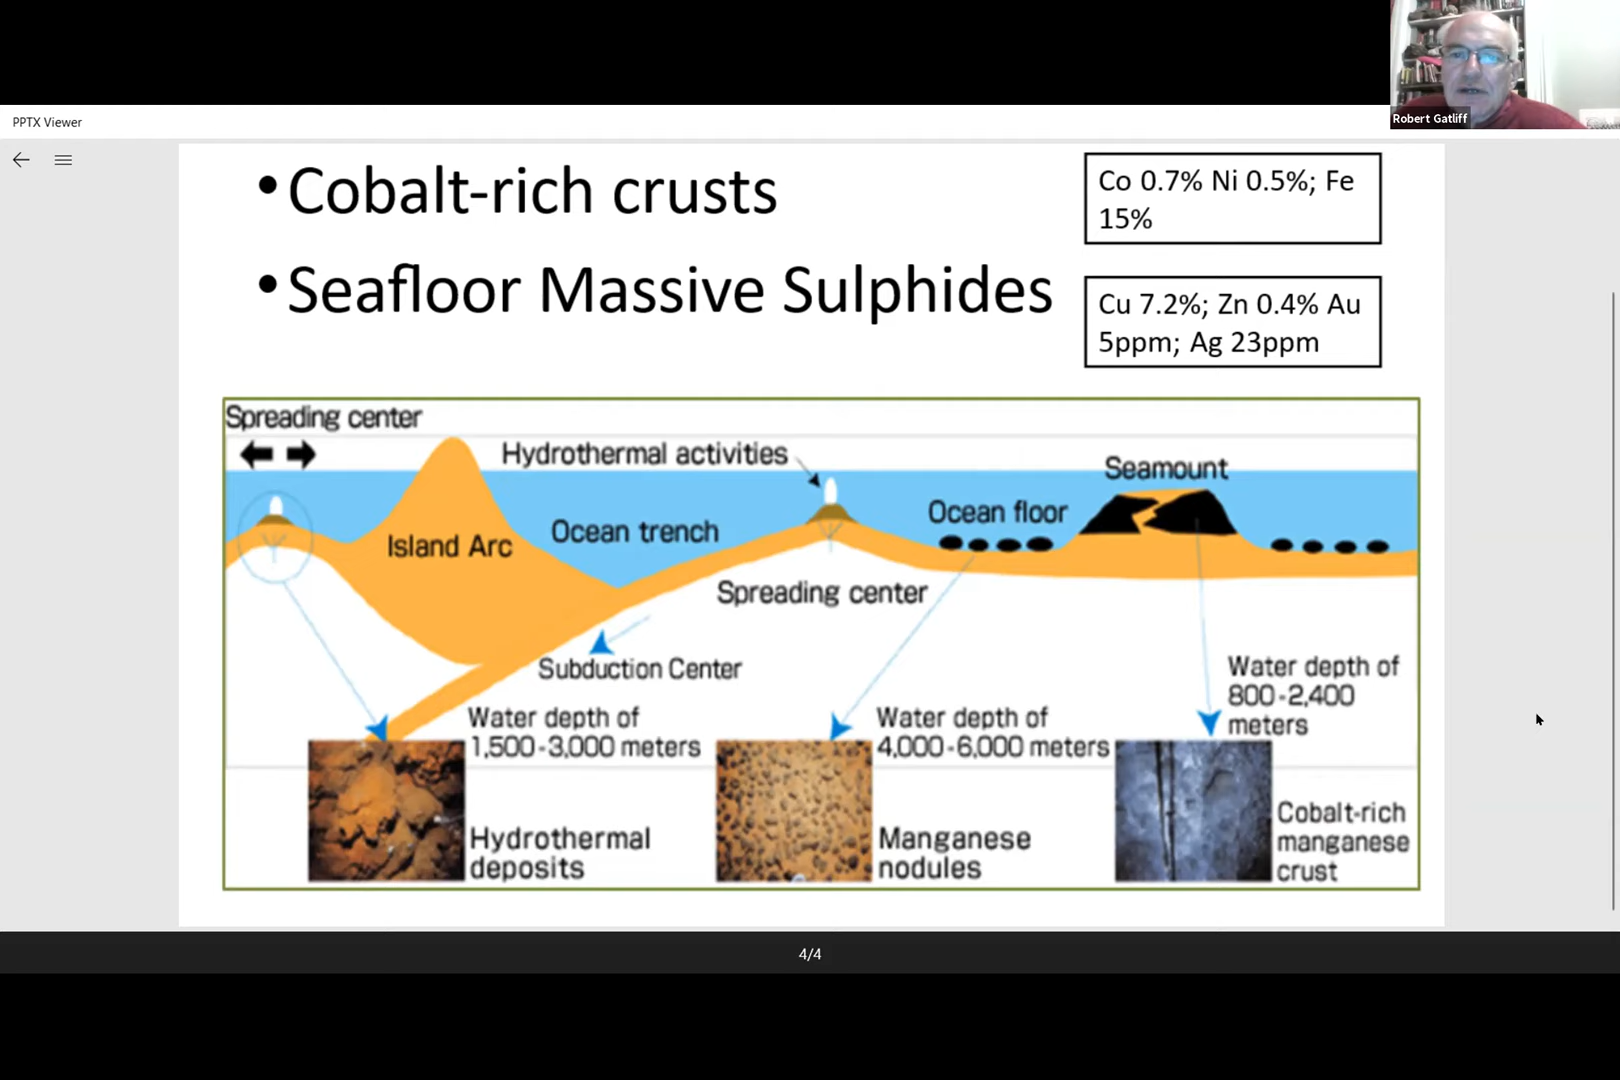 Robert Gatliff
PPTX Viewer
• Cobalt-rich crusts
Co 0.7% Ni 0.5%; Fe
15%
• Seafloor Massive Sulphides
Cu 7.2%; Zn 0.4% Au
5ppm; Ag 23ppm
Spreading center
Hydrothermal activities
Seamount
Ocean floor
Ocean trench
Island Arc
Spreading center
Subduction Center
Water depth of
1,500-3,000 meters
Hydrothermal
deposits
Water depth of
4,000-6,000 meters
Manganese
nodules
Water depth of
800-2,400
meters
Cobalt-rich
manganese
crust
4/4